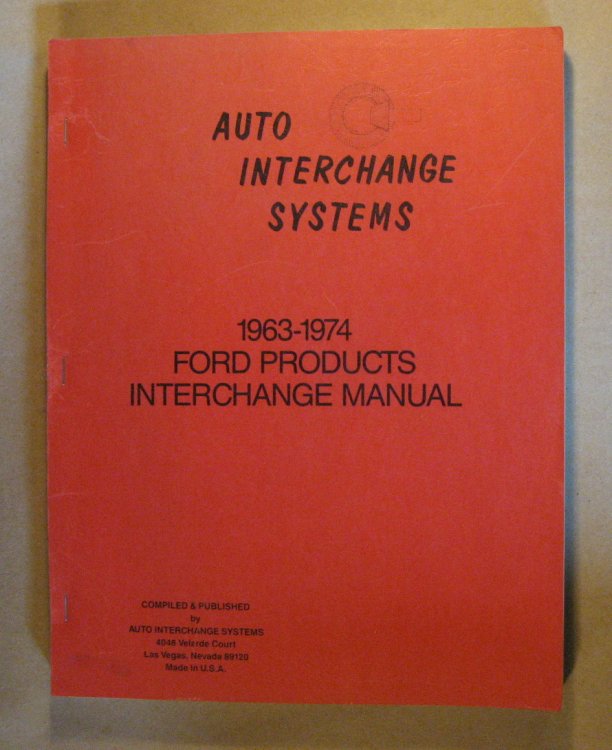 AUTO
INTERCHANGE
SYSTEMS
1963-1974
FORD PRODUCTS
INTERCHANGE MANUAL
COMPILED & PUBLISHED
by
AUTO INTERCHANGE SYSTEMS
4046 Velarde Court
Las Vegas, Nevada 89120
Made in U.S.A.